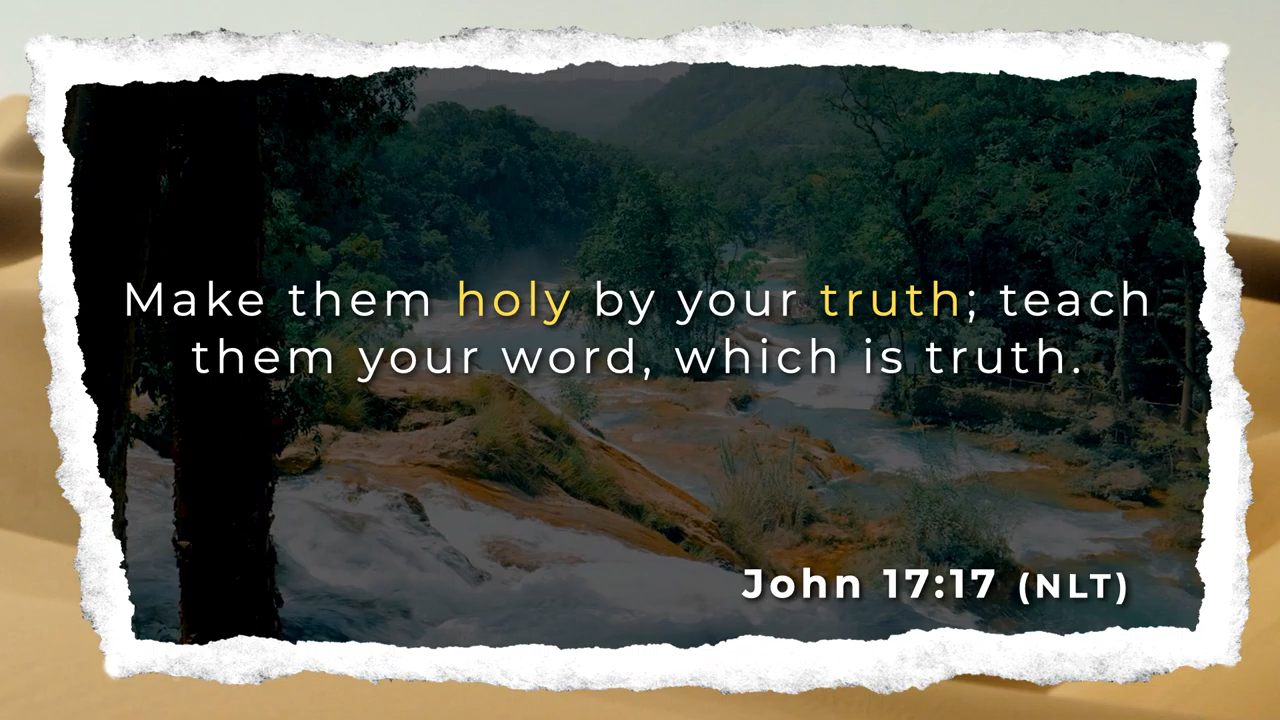 Make them holy by your truth; teach
them your word, which is truth.
John 17:17 (NLT)